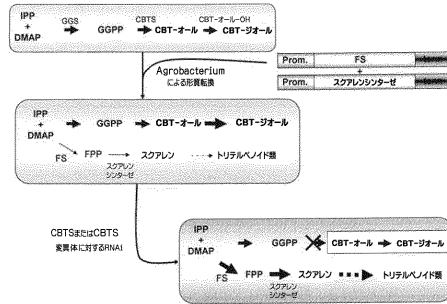 IPP
+
DMAP
GGS
GGPP
CBTS
CBT-オール
CBT-オール-OH
CBT-ジオール
Agrobacterium
による形質転換
Prom.
FS
+
Prom.
スクアレンシンターゼ
IPP
+
DMAP
GGPP
CBT-オール
CBT-ジオール
FS
FPP
スクアレン
シンターゼ
スクアレン
トリテルペノイド類
CBTSまたはCBTS
変異体に対するRNAi
IPP
+
DMAP
GGPP
CBT-オール
CBT-ジオール
FS
FPP
スクアレン
シンターゼ
スクアレン
トリテルペノイド類